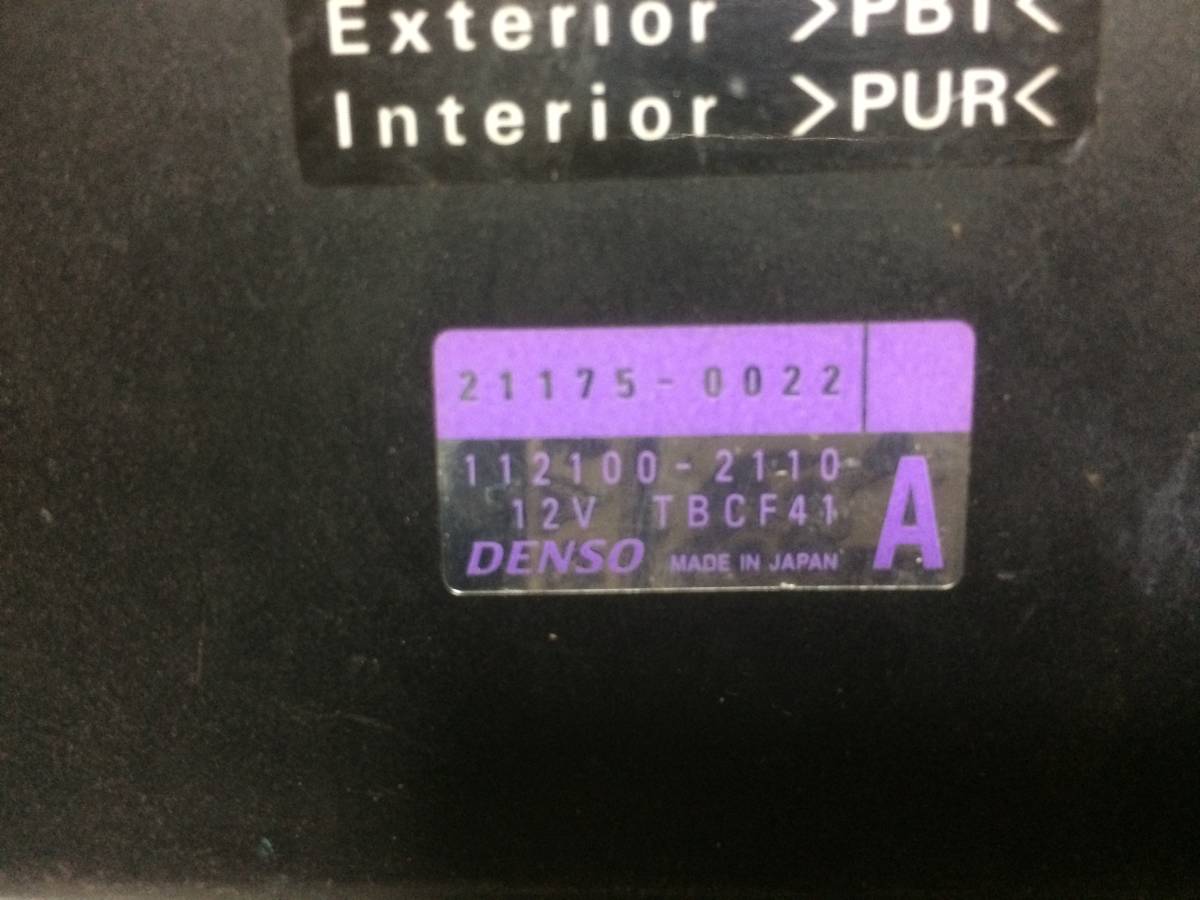 Exterior >PBT<
Interior >PUR<
21175-0022
112100-2110
12V TBCF41
A
DENSO MADE IN JAPAN